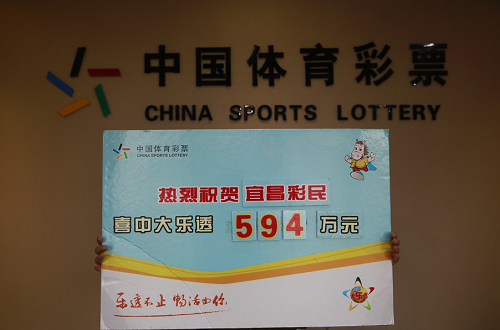 中国体育彩票
CHINA SPORTS LOTTERY
中国体育彩票
CHINA SPORTS LOTTERY
热烈祝贺 宜昌彩民
喜中大乐透 594 万元
乐透不止 畅活由你